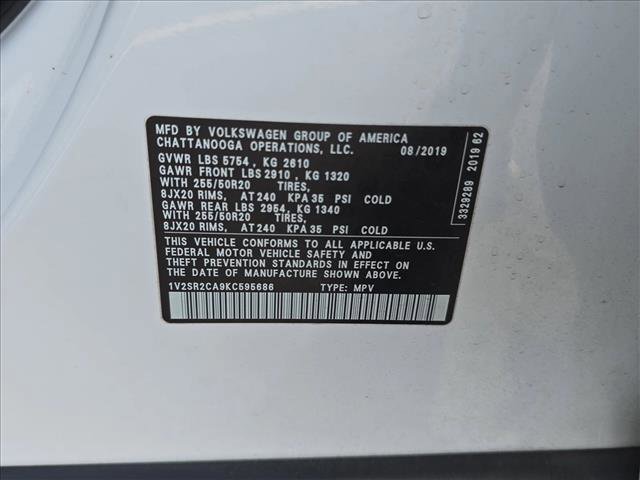 MFD BY VOLKSWAGEN GROUP OF AMERICA
CHATTANOOGA OPERATIONS, LLC. 08/2019
GVWR LBS 5754, KG 2610
GAWR FRONT LBS 2910, KG 1320
WITH 255/50R20 TIRES,
8JX20 RIMS, AT 240 KPA 35 PSI COLD
GAWR REAR LBS 2954, KG 1340
WITH 255/50R20 TIRES,
8JX20 RIMS, AT 240 KPA 35 PSI COLD
THIS VEHICLE CONFORMS TO ALL APPLICABLE U.S.
FEDERAL MOTOR VEHICLE SAFETY AND
THEFT PREVENTION STANDARDS IN EFFECT ON
THE DATE OF MANUFACTURE SHOWN ABOVE.
1V2SR2CA9KC595686 TYPE: MPV
3329289 2019 62